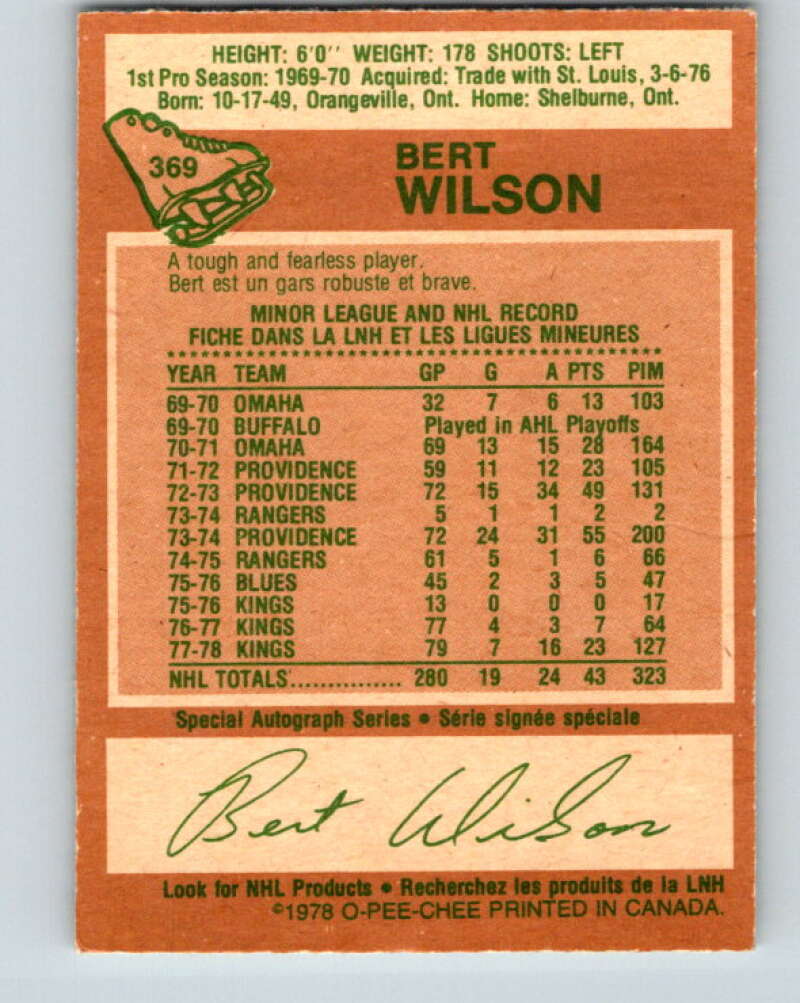 HEIGHT: 6'0'' WEIGHT: 178 SHOOTS: LEFT
1st Pro Season: 1969-70 Acquired: Trade with St. Louis, 3-6-76
Born: 10-17-49, Orangeville, Ont. Home: Shelburne, Ont.
369
BERT
WILSON
A tough and fearless player.
Bert est un gars robuste et brave.
MINOR LEAGUE AND NHL RECORD
FICHE DANS LA LNH ET LES LIGUES MINEURES
YEAR TEAM GP G A PTS PIM
69-70 OMAHA 32 7 6 13 103
69-70 BUFFALO Played in AHL Playoffs
70-71 OMAHA 69 13 15 28 164
71-72 PROVIDENCE 59 11 12 23 105
72-73 PROVIDENCE 72 15 34 49 131
73-74 RANGERS 5 1 1 2 2
73-74 PROVIDENCE 72 24 31 55 200
74-75 RANGERS 61 5 1 6 66
75-76 BLUES 45 2 3 5 47
75-76 KINGS 13 0 0 0 17
76-77 KINGS 77 4 3 7 64
77-78 KINGS 79 7 16 23 127
NHL TOTALS............... 280 19 24 43 323
Special Autograph Series • Série signée spéciale
Bert Wilson
Look for NHL Products • Recherchez les produits de la LNH
©1978 O-PEE-CHEE PRINTED IN CANADA.